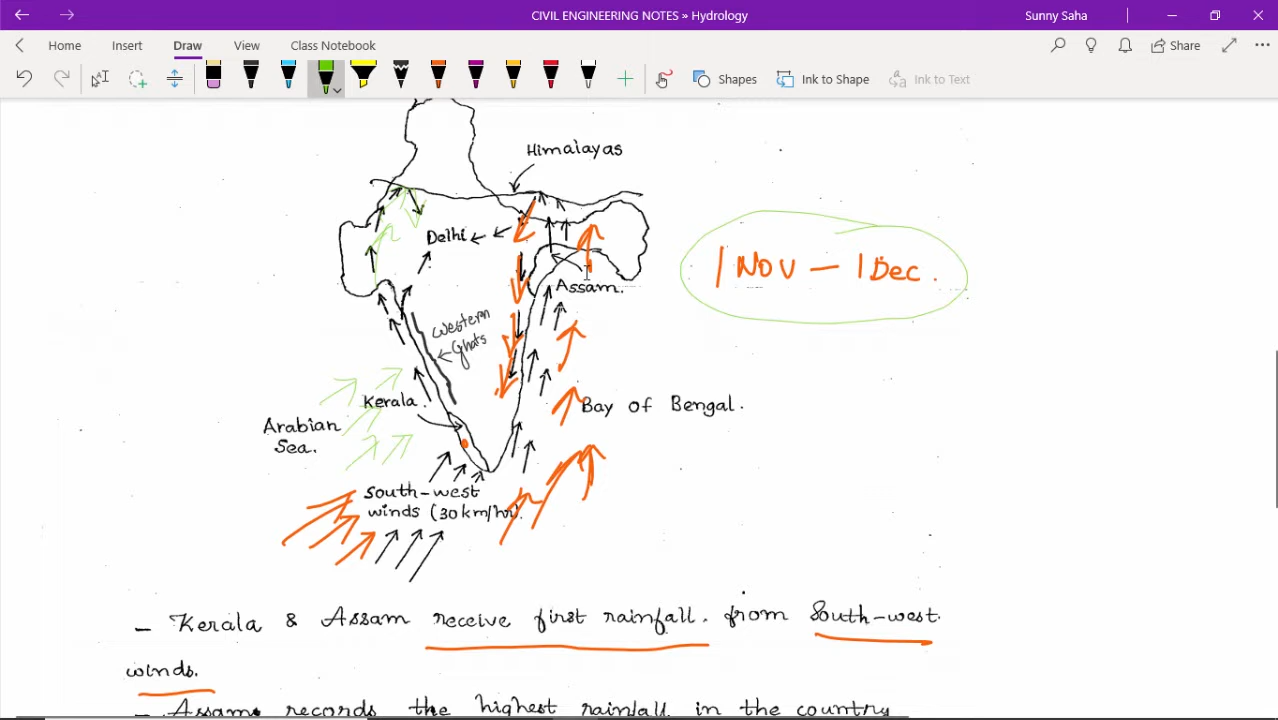 CIVIL ENGINEERING NOTES » Hydrology
Sunny Saha
Home Insert Draw View Class Notebook
Share
Shapes Ink to Shape Ink to Text
Himalayas
Delhi
1 NOV — 1 Dec.
Assam.
Western
Ghats
Kerala.
Bay of Bengal.
Arabian
Sea.
South-west
winds (30 km/hr).
– Kerala & Assam receive first rainfall. from South-west.
winds.
– Assam records the highest rainfall in the country